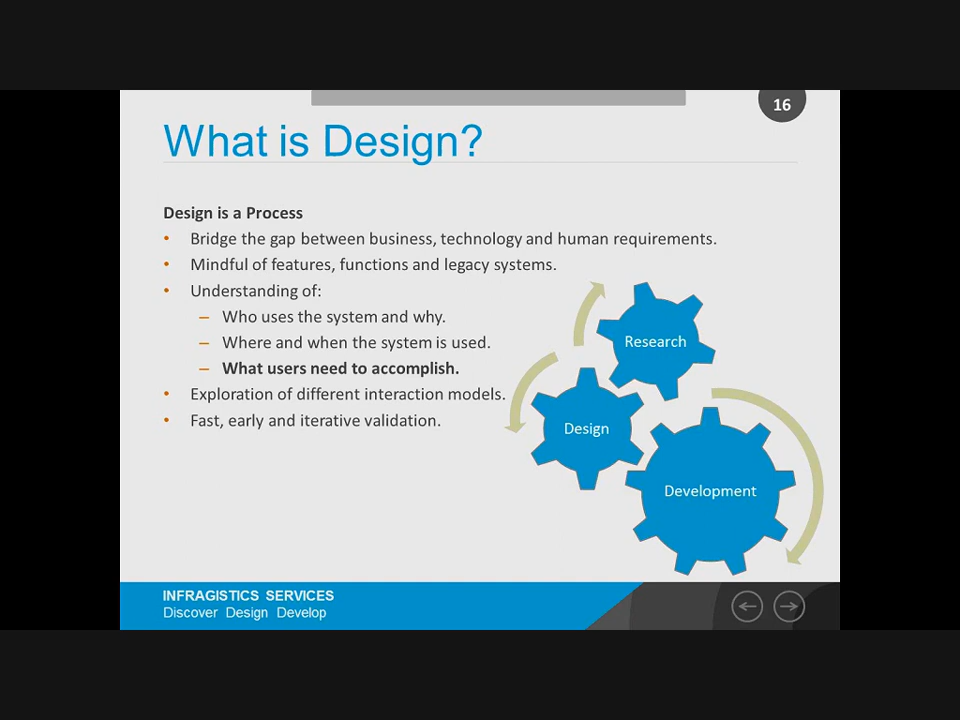 16
What is Design?
Design is a Process
• Bridge the gap between business, technology and human requirements.
• Mindful of features, functions and legacy systems.
• Understanding of:
– Who uses the system and why.
– Where and when the system is used.
– What users need to accomplish.
• Exploration of different interaction models.
• Fast, early and iterative validation.
Research
Design
Development
INFRAGISTICS SERVICES
Discover Design Develop